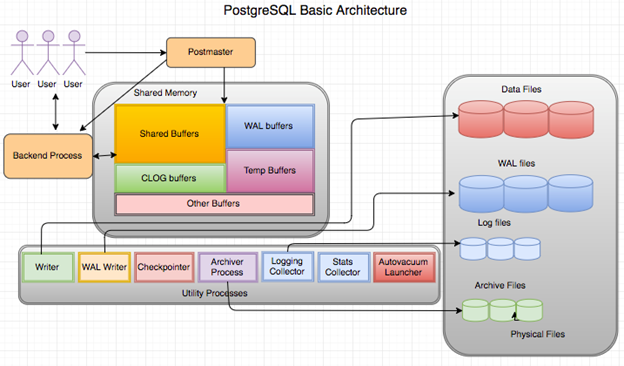 PostgreSQL Basic Architecture
Postmaster
User User User
Shared Memory
Data Files
Shared Buffers
WAL buffers
Backend Process
CLOG buffers
Temp Buffers
WAL files
Other Buffers
Log files
Writer
WAL Writer
Checkpointer
Archiver
Process
Logging
Collector
Stats
Collector
Autovacuum
Launcher
Utility Processes
Archive Files
Physical Files